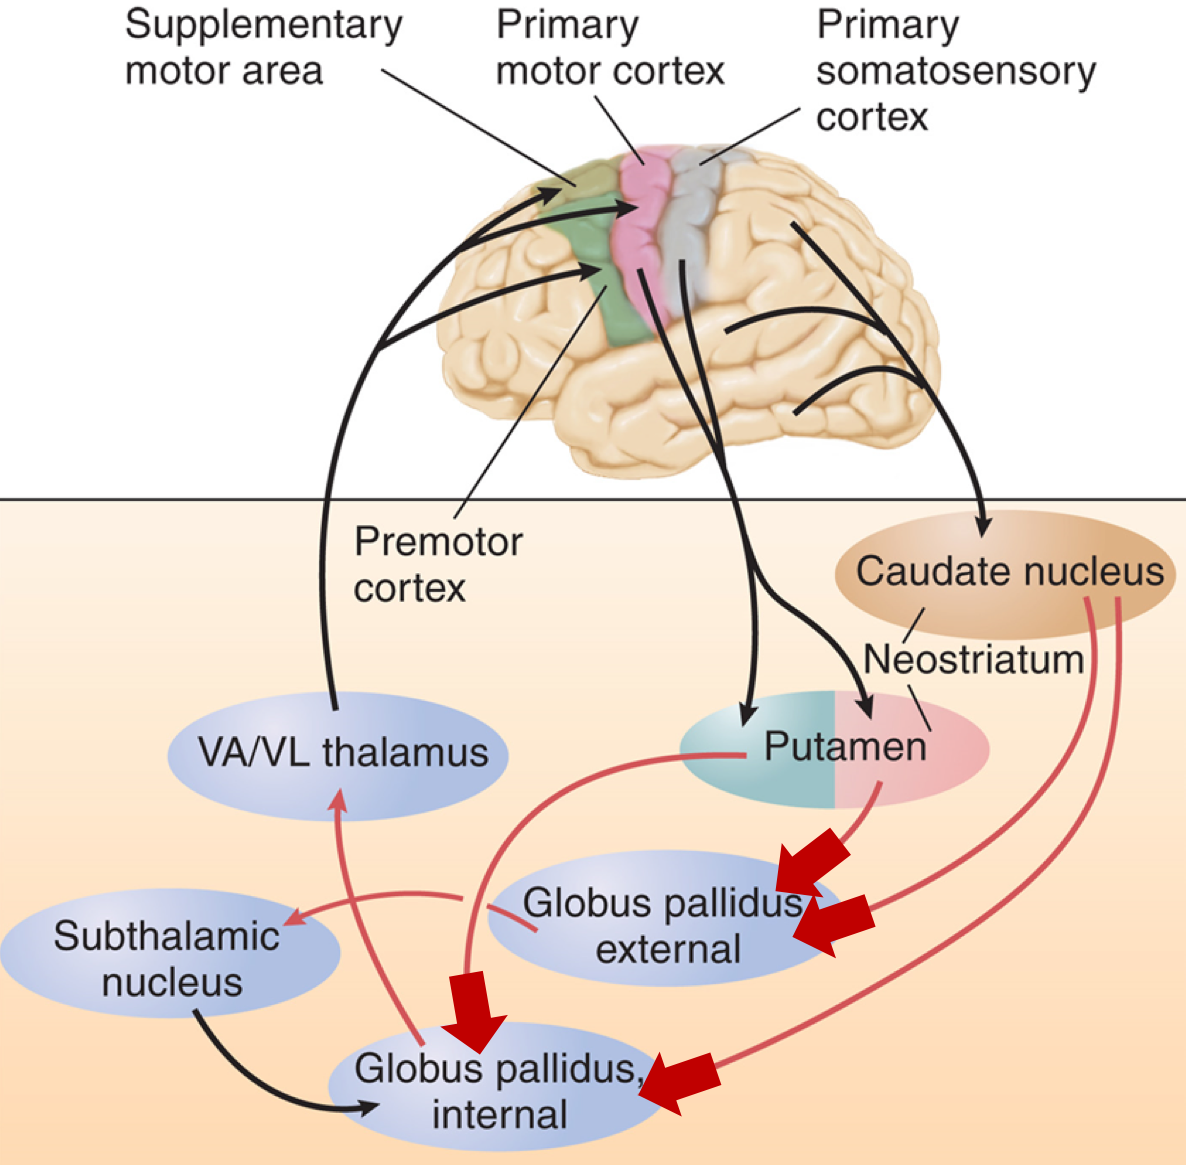 Supplementary
motor area
Primary
motor cortex
Primary
somatosensory
cortex
Premotor
cortex
Caudate nucleus
Neostriatum
VA/VL thalamus
Putamen
Globus pallidus,
external
Subthalamic
nucleus
Globus pallidus,
internal